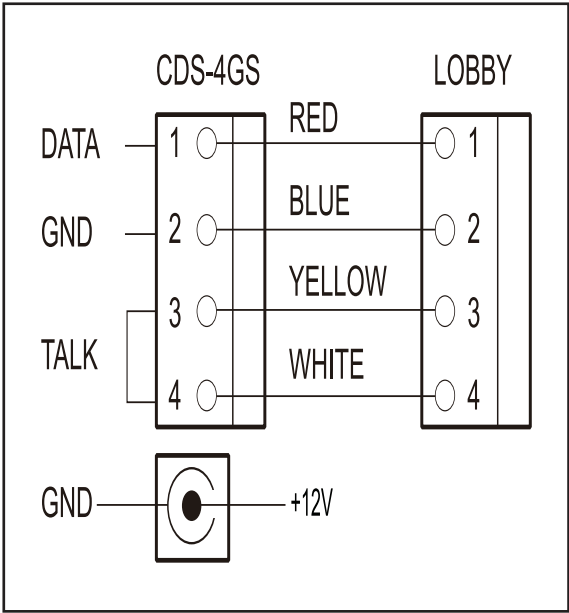 CDS-4GS LOBBY
DATA 1 RED 1
GND 2 BLUE 2
3 YELLOW 3
TALK
4 WHITE 4
GND +12V